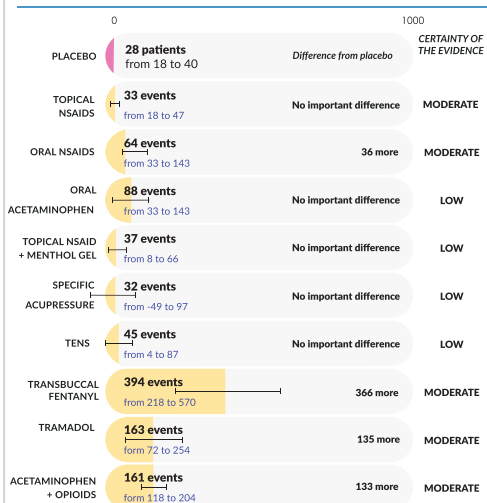 0 1000
CERTAINTY OF
THE EVIDENCE
PLACEBO
28 patients
from 18 to 40
Difference from placebo
TOPICAL
NSAIDS
33 events
from 18 to 47
No important difference
MODERATE
ORAL NSAIDS
64 events
from 33 to 143
36 more
MODERATE
ORAL
ACETAMINOPHEN
88 events
from 33 to 143
No important difference
LOW
TOPICAL NSAID
+ MENTHOL GEL
37 events
from 8 to 66
No important difference
LOW
SPECIFIC
ACUPRESSURE
32 events
from -49 to 97
No important difference
LOW
TENS
45 events
from 4 to 87
No important difference
LOW
TRANSBUCCAL
FENTANYL
394 events
from 218 to 570
366 more
MODERATE
TRAMADOL
163 events
from 72 to 254
135 more
MODERATE
ACETAMINOPHEN
+ OPIOIDS
161 events
from 118 to 204
133 more
MODERATE